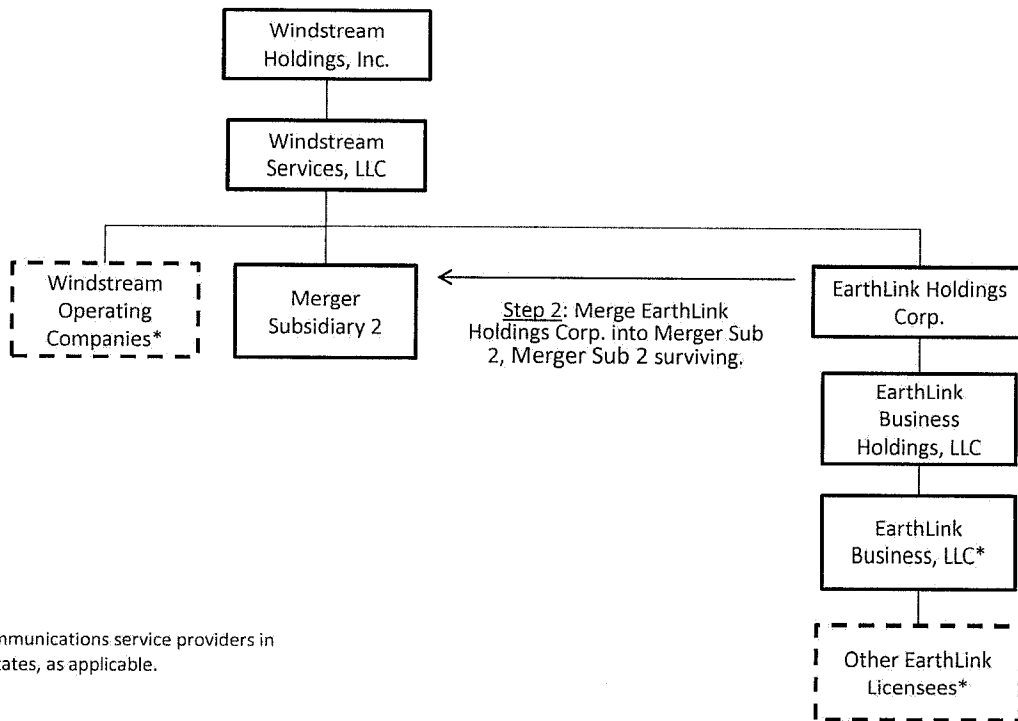 Windstream
Holdings, Inc.
Windstream
Services, LLC
Windstream
Operating
Companies*
Merger
Subsidiary 2
Step 2: Merge EarthLink
Holdings Corp. into Merger Sub
2, Merger Sub 2 surviving.
EarthLink Holdings
Corp.
EarthLink
Business
Holdings, LLC
EarthLink
Business, LLC*
Other EarthLink
Licensees*
mmunications service providers in
tates, as applicable.